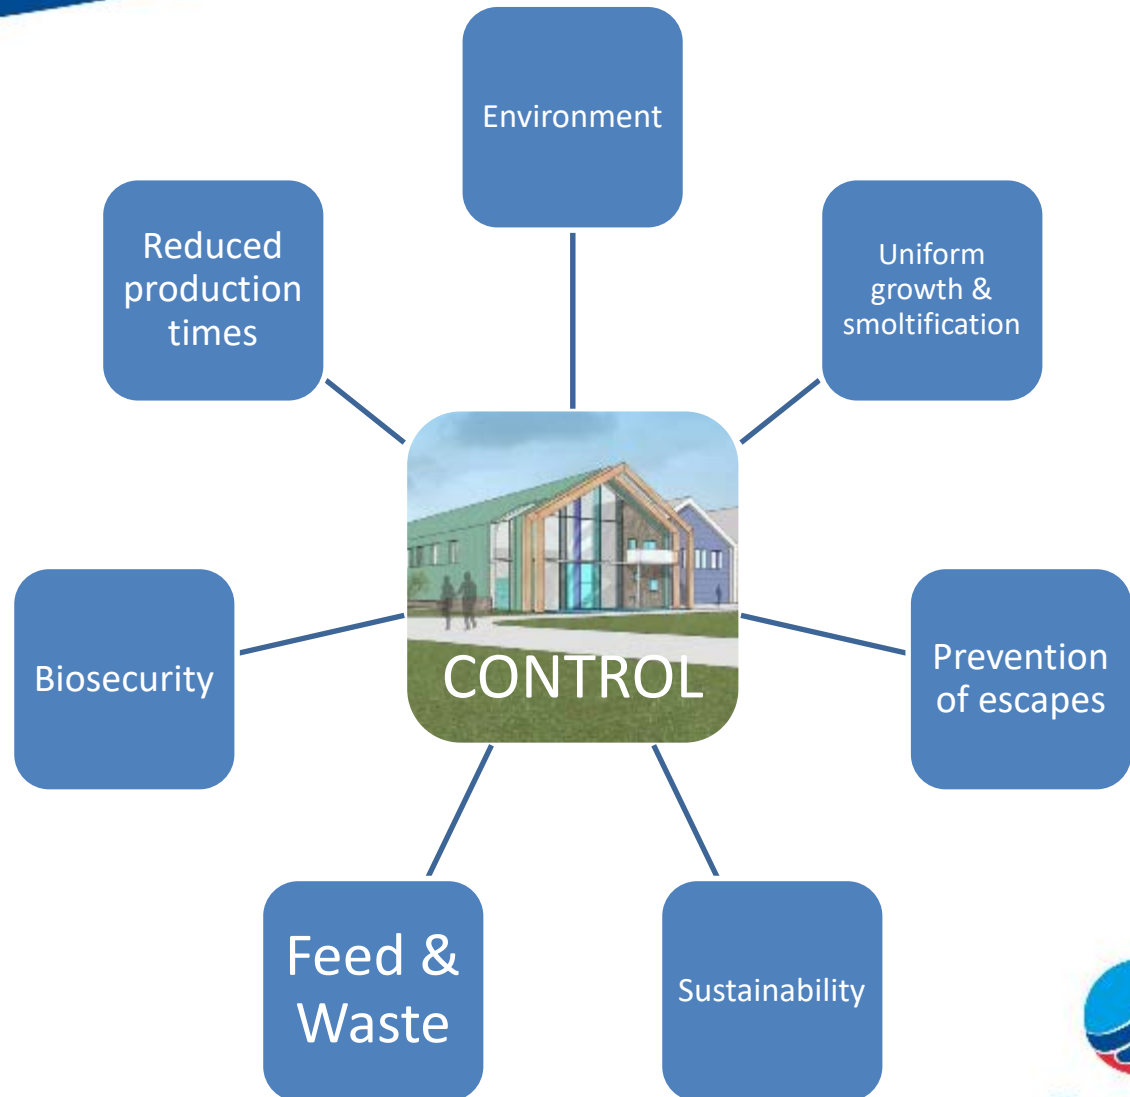 Environment
Reduced
production
times
Uniform
growth &
smoltification
CONTROL
Biosecurity
Prevention
of escapes
Feed &
Waste
Sustainability